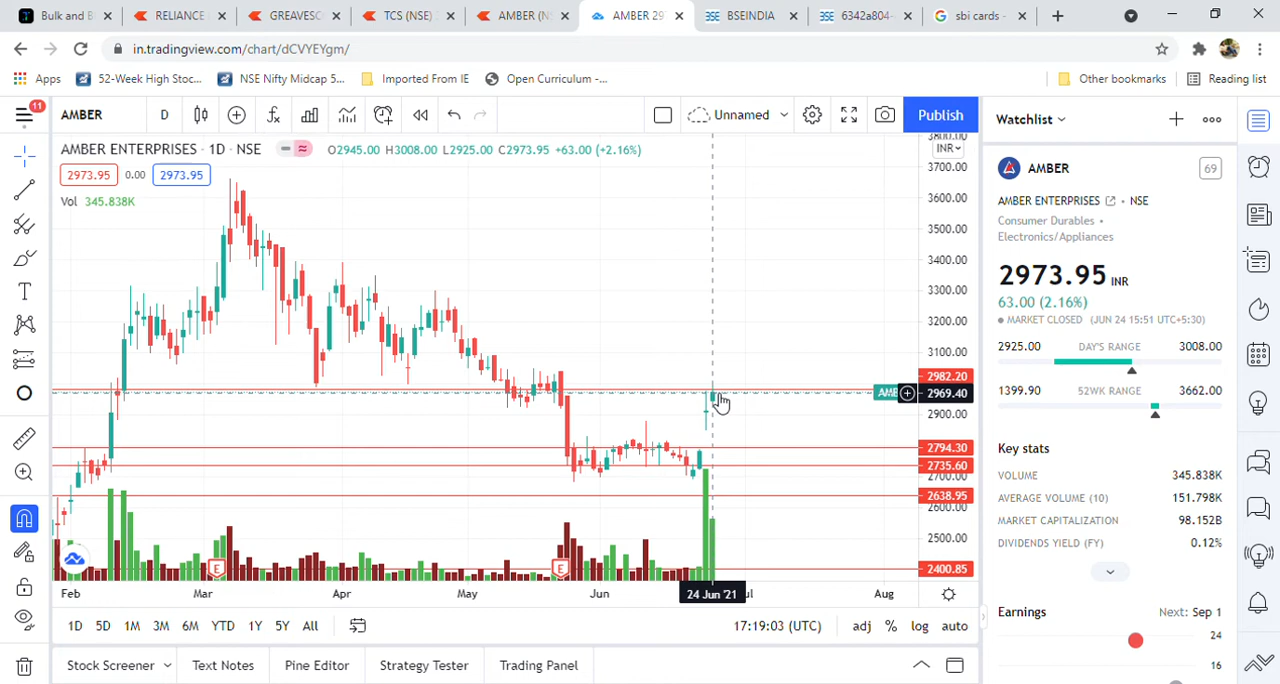 Bulk and B
RELIANCE
GREAVESC
TCS (NSE)
AMBER (N
AMBER 29
BSEINDIA
6342a804-
sbi cards -
in.tradingview.com/chart/dCVYEYgm/
Apps
52-Week High Stoc...
NSE Nifty Midcap 5...
Imported From IE
Open Curriculum -...
Other bookmarks
Reading list
11
AMBER
D
Unnamed
Publish
Watchlist
AMBER ENTERPRISES · 1D · NSE
O2945.00 H3008.00 L2925.00 C2973.95 +63.00 (+2.16%)
2973.95 0.00 2973.95
Vol 345.838K
3800.00
INR
3700.00
3600.00
3500.00
3400.00
3300.00
3200.00
3100.00
2982.20
2969.40
2900.00
2794.30
2735.60
2700.00
2638.95
2600.00
2500.00
2400.85
AMB
E
E
Feb
Mar
Apr
May
Jun
24 Jun '21
Aug
1D
5D
1M
3M
6M
YTD
1Y
5Y
All
17:19:03 (UTC)
adj
%
log
auto
Stock Screener
Text Notes
Pine Editor
Strategy Tester
Trading Panel
AMBER
69
AMBER ENTERPRISES · NSE
Consumer Durables •
Electronics/Appliances
2973.95 INR
63.00 (2.16%)
MARKET CLOSED (JUN 24 15:51 UTC+5:30)
2925.00 DAY'S RANGE 3008.00
1399.90 52WK RANGE 3662.00
Key stats
VOLUME 345.838K
AVERAGE VOLUME (10) 151.798K
MARKET CAPITALIZATION 98.152B
DIVIDENDS YIELD (FY) 0.12%
Earnings Next: Sep 1
24
16